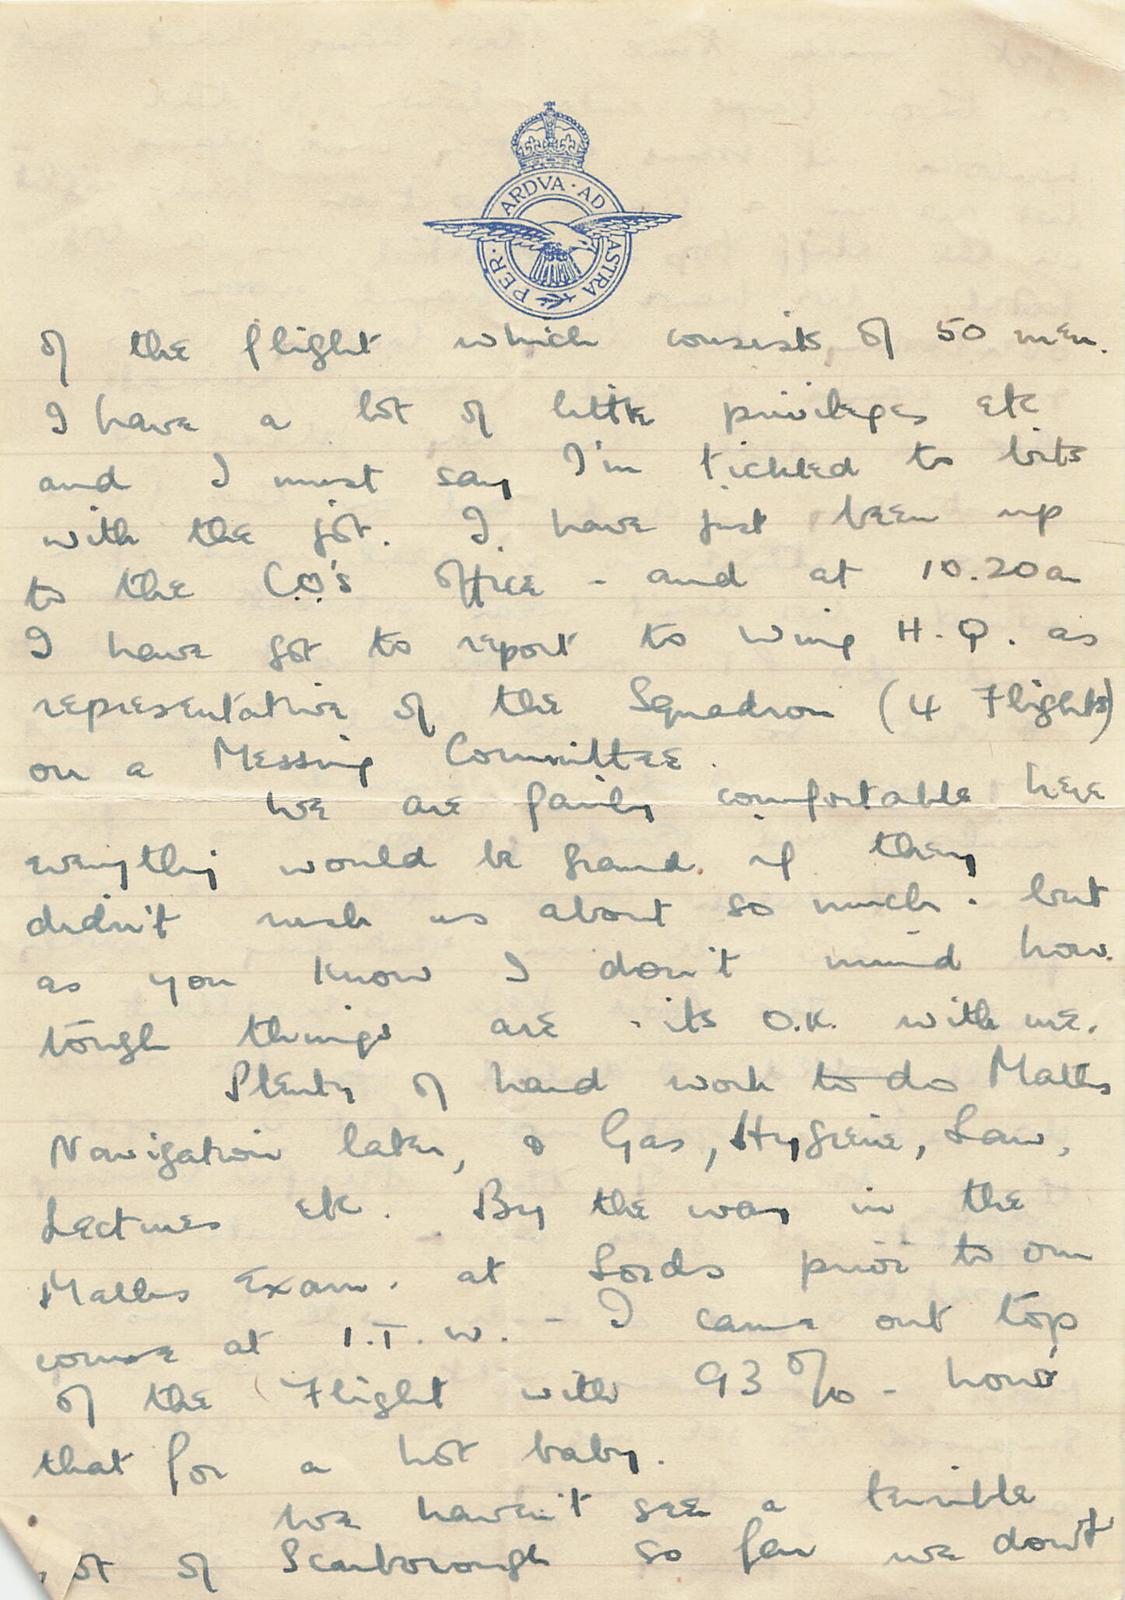 PER · ARDVA · AD ASTRA
of the flight which consists of 50 men.
I have a lot of little privileges etc
and I must say I'm tickled to bits
with the job. I have just been up
to the C.O's office - and at 10.20am
I have got to report to Wing H.Q. as
representative of the Squadron (4 Flights)
on a Messing Committee.
We are fairly comfortable here
everything would be grand if they
didn't rush us about so much. but
as you know I don't mind how
tough things are - its O.K. with me.
Plenty of hard work to do Maths
Navigation later, & Gas, Hygiene, Law,
Lectures etc. By the way in the
Maths Exam. at Lords prior to our
course at I.T.W. - I came out top
of the Flight with 93% - hows
that for a hot baby.
We haven't see a terrible
lot of Scarborough so far we don't